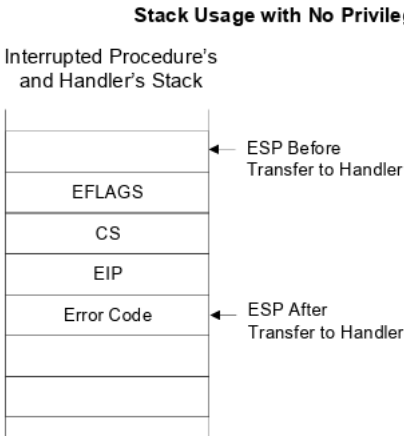 Stack Usage with No Privileg
Interrupted Procedure's
and Handler's Stack
ESP Before
Transfer to Handler
EFLAGS
CS
EIP
Error Code
ESP After
Transfer to Handler